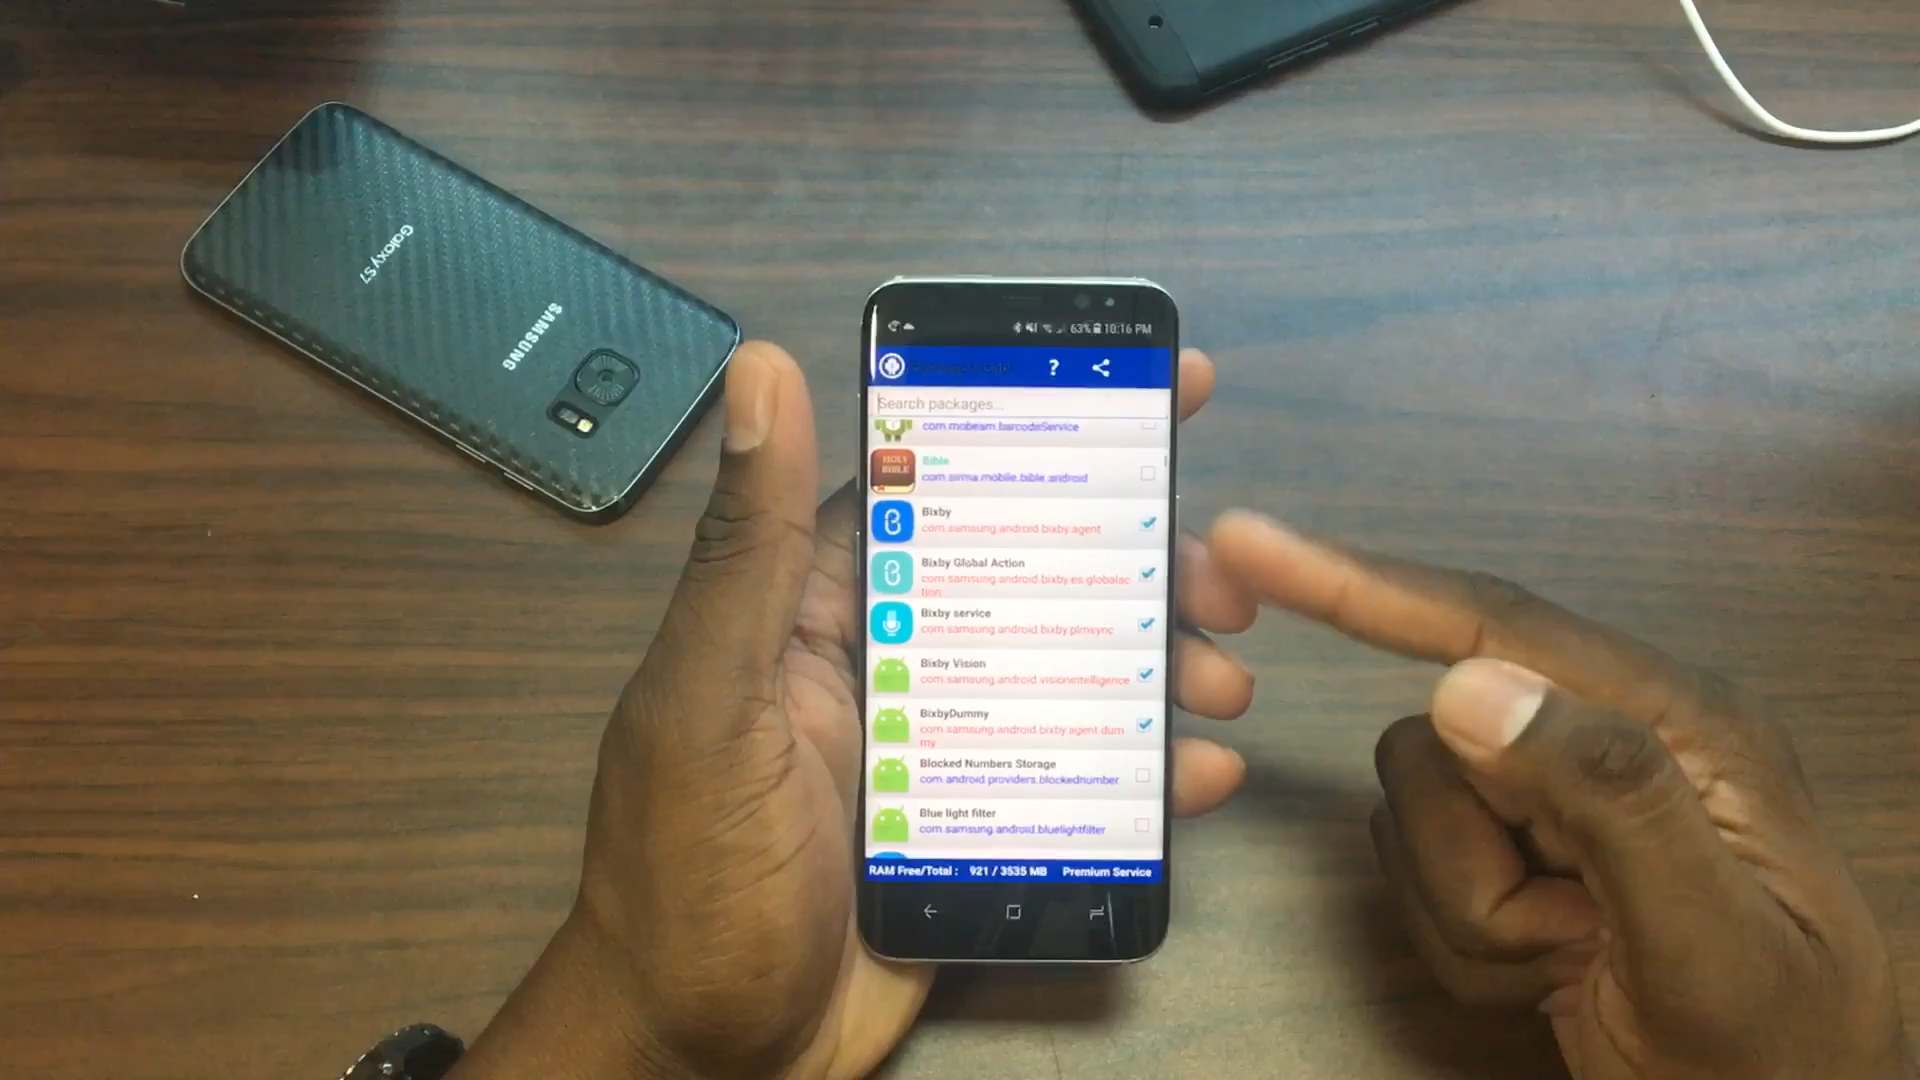 Galaxy S7
SAMSUNG
63% 10:16 PM
?
Search packages...
com.mobeam.barcodeService
HOLY
BIBLE
Bible
com.sirma.mobile.bible.android
Bixby
com.samsung.android.bixby.agent
Bixby Global Action
com.samsung.android.bixby.es.globalac
tion
Bixby service
com.samsung.android.bixby.plmsync
Bixby Vision
com.samsung.android.visionintelligence
BixbyDummy
com.samsung.android.bixby.agent.dum
my
Blocked Numbers Storage
com.android.providers.blockednumber
Blue light filter
com.samsung.android.bluelightfilter
RAM Free/Total : 921 / 3535 MB Premium Service